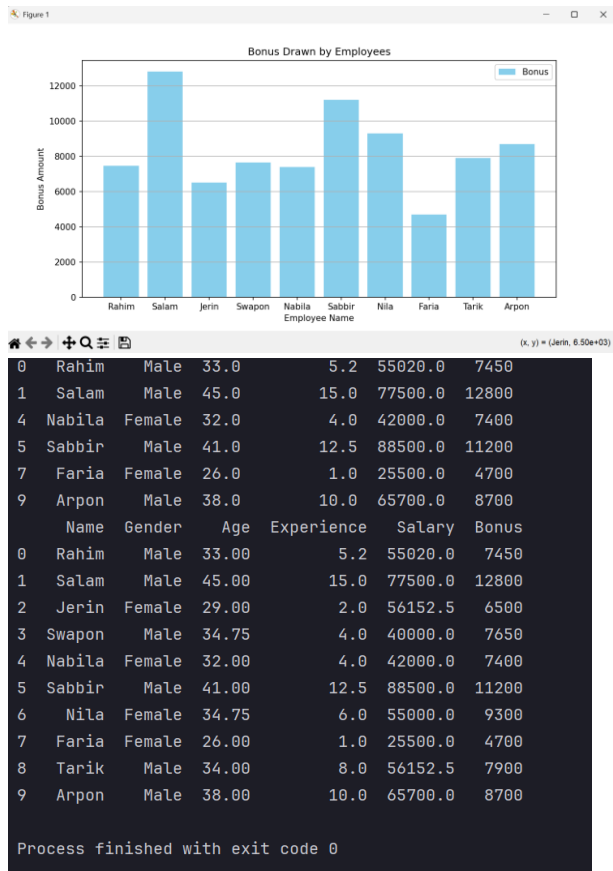 Figure 1
Bonus Drawn by Employees
Bonus
12000
10000
8000
6000
4000
2000
0
Bonus Amount
Rahim Salam Jerin Swapon Nabila Sabbir Nila Faria Tarik Arpon
Employee Name
(x, y) = (Jerin, 6.50e+03)
0 Rahim Male 33.0 5.2 55020.0 7450
1 Salam Male 45.0 15.0 77500.0 12800
4 Nabila Female 32.0 4.0 42000.0 7400
5 Sabbir Male 41.0 12.5 88500.0 11200
7 Faria Female 26.0 1.0 25500.0 4700
9 Arpon Male 38.0 10.0 65700.0 8700
Name Gender Age Experience Salary Bonus
0 Rahim Male 33.00 5.2 55020.0 7450
1 Salam Male 45.00 15.0 77500.0 12800
2 Jerin Female 29.00 2.0 56152.5 6500
3 Swapon Male 34.75 4.0 40000.0 7650
4 Nabila Female 32.00 4.0 42000.0 7400
5 Sabbir Male 41.00 12.5 88500.0 11200
6 Nila Female 34.75 6.0 55000.0 9300
7 Faria Female 26.00 1.0 25500.0 4700
8 Tarik Male 34.00 8.0 56152.5 7900
9 Arpon Male 38.00 10.0 65700.0 8700
Process finished with exit code 0